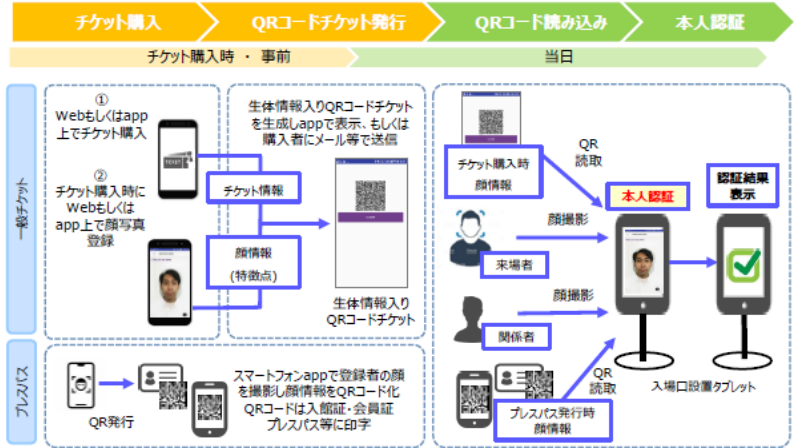 チケット購入
QRコードチケット発行
QRコード読み込み
本人認証
チケット購入時 ・ 事前
当日
一般チケット
①
Webもしくはapp
上でチケット購入
②
チケット購入時に
Webもしくは
app上で顔写真
登録
チケット情報
顔情報
(特徴点)
生体情報入りQRコードチケット
を生成しappで表示、もしくは
購入者にメール等で送信
生体情報入り
QRコードチケット
チケット購入時
顔情報
QR
読取
本人認証
認証結果
表示
顔撮影
来場者
顔撮影
関係者
QR
読取
入場口設置タブレット
プレスパス発行時
顔情報
プレスパス
QR発行
スマートフォンappで登録者の顔
を撮影し顔情報をQRコード化
QRコードは入館証・会員証
プレスパス等に印字